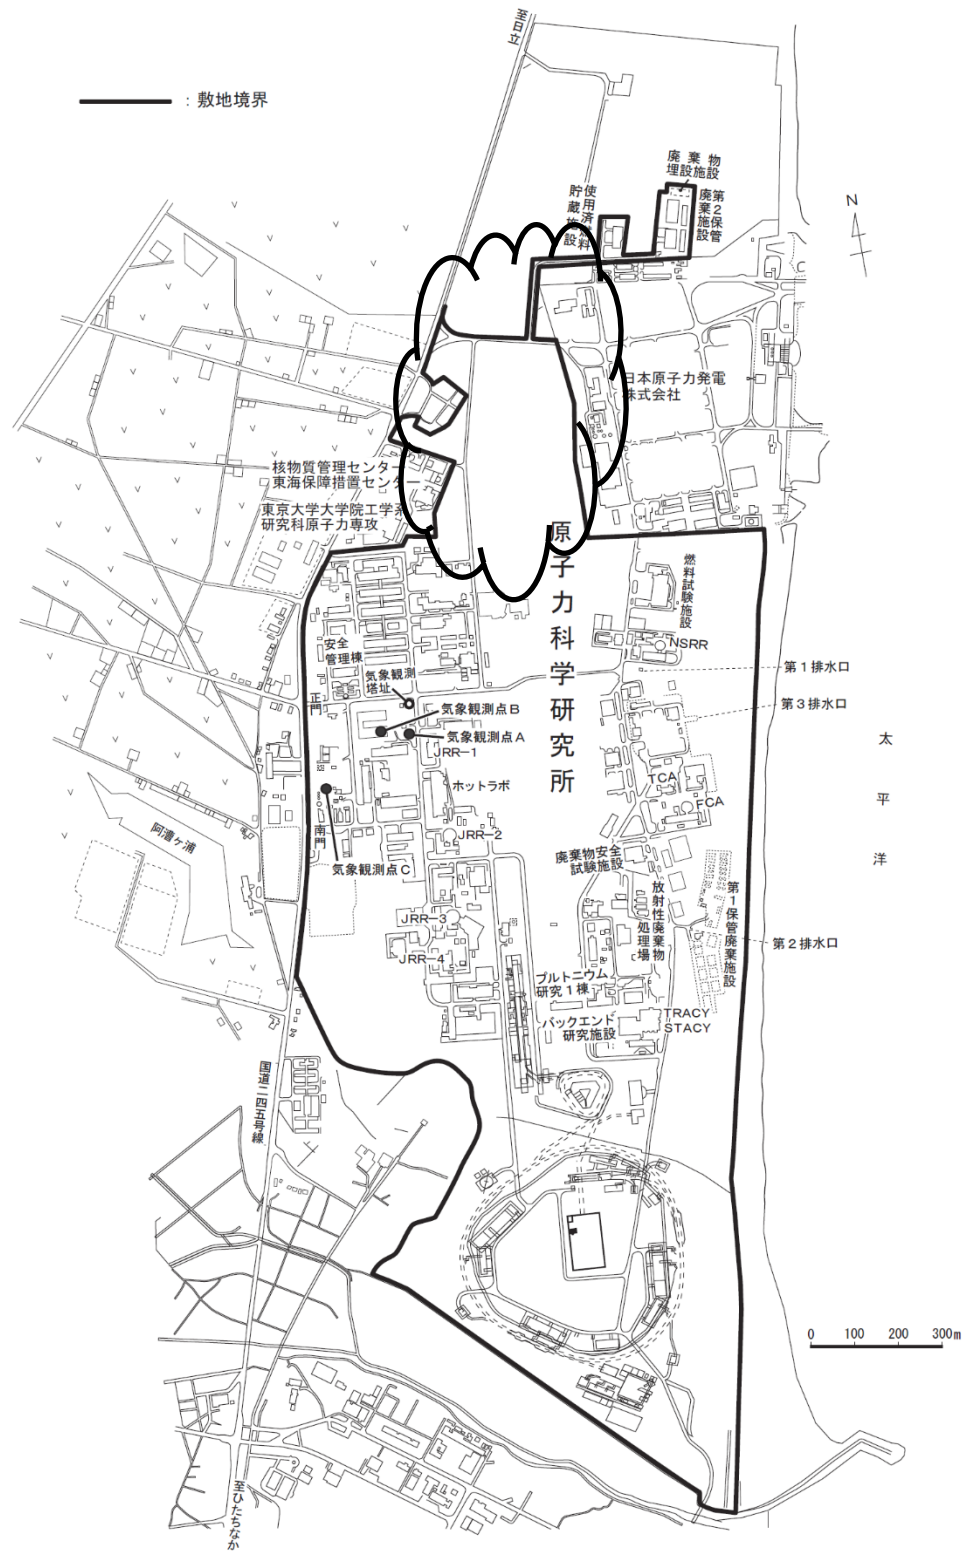 至日立
：敷地境界
廃棄物
埋設施設
使用済燃料
貯蔵施設
第2保管
廃棄施設
N
日本原子力発電
株式会社
核物質管理センター
東海保障措置センター
東京大学大学院工学系
研究科原子力専攻
原子力科学研究所
燃料試験施設
NSRR
安全
管理棟
気象観測
塔址
正門
第1排水口
気象観測点B
第3排水口
気象観測点A
JRR-1
太平洋
TCA
ホットラボ
FCA
南門
JRR-2
阿漕ヶ浦
廃棄物安全
試験施設
気象観測点C
放射性廃棄物
処理場
第1保管廃棄施設
JRR-3
第2排水口
JRR-4
プルトニウム
研究1棟
TRACY
STACY
バックエンド
研究施設
国道二四五号線
0 100 200 300m
至ひたちなか